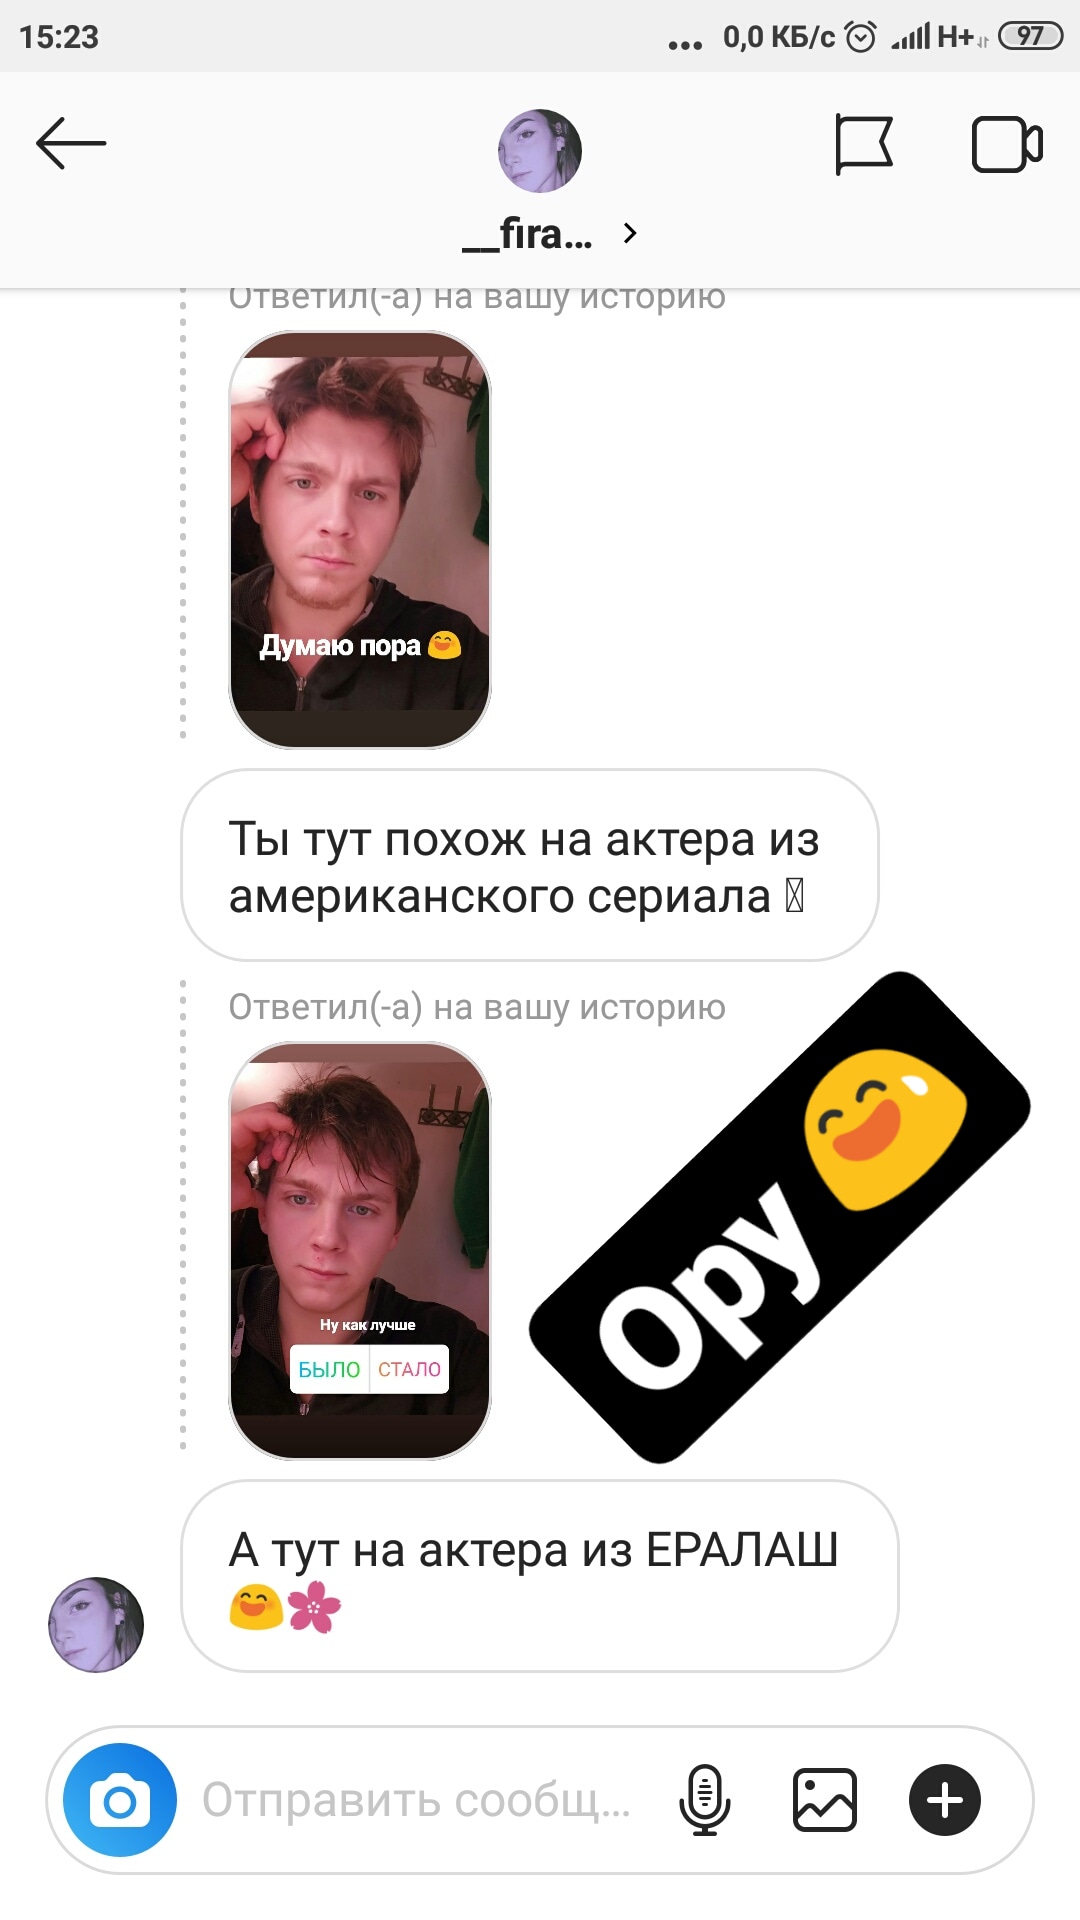 15:23
... 0,0 КБ/с H+ 97
__fira...
Ответил(-а) на вашу историю
Думаю пора 😄
Ты тут похож на актера из
американского сериала
Ответил(-а) на вашу историю
Ну как лучше
БЫЛО СТАЛО
Ору 😅
А тут на актера из ЕРАЛАШ
😄🌸
Отправить сообщ...